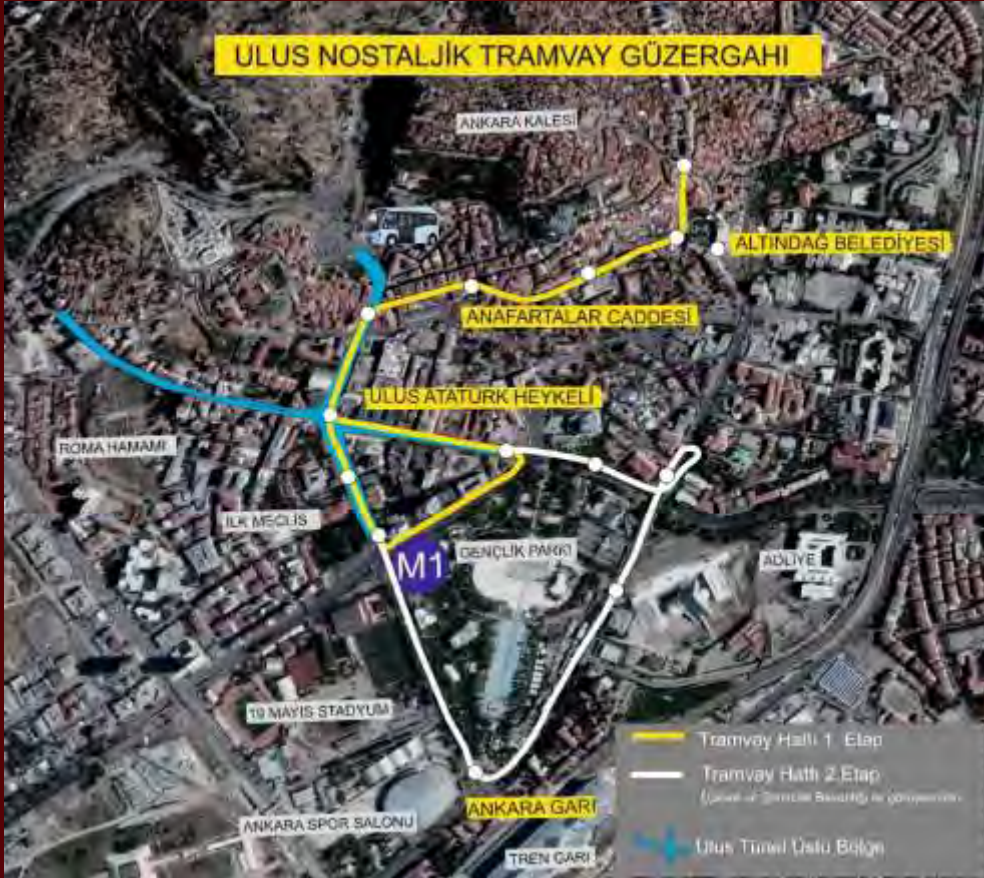 ULUS NOSTALJİK TRAMVAY GÜZERGAHI
ANKARA KALESİ
ALTINDAĞ BELEDİYESİ
ANAFARTALAR CADDESİ
ULUS ATATÜRK HEYKELİ
ROMA HAMAMI
İLK MECLİS
M1
GENÇLİK PARKI
ADLİYE
19 MAYIS STADYUM
ANKARA GARI
ANKARA SPOR SALONU
TREN GARI
Tramvay Hattı 1. Etap
Tramvay Hattı 2.Etap
Ulus Tünel Üstü Bölge